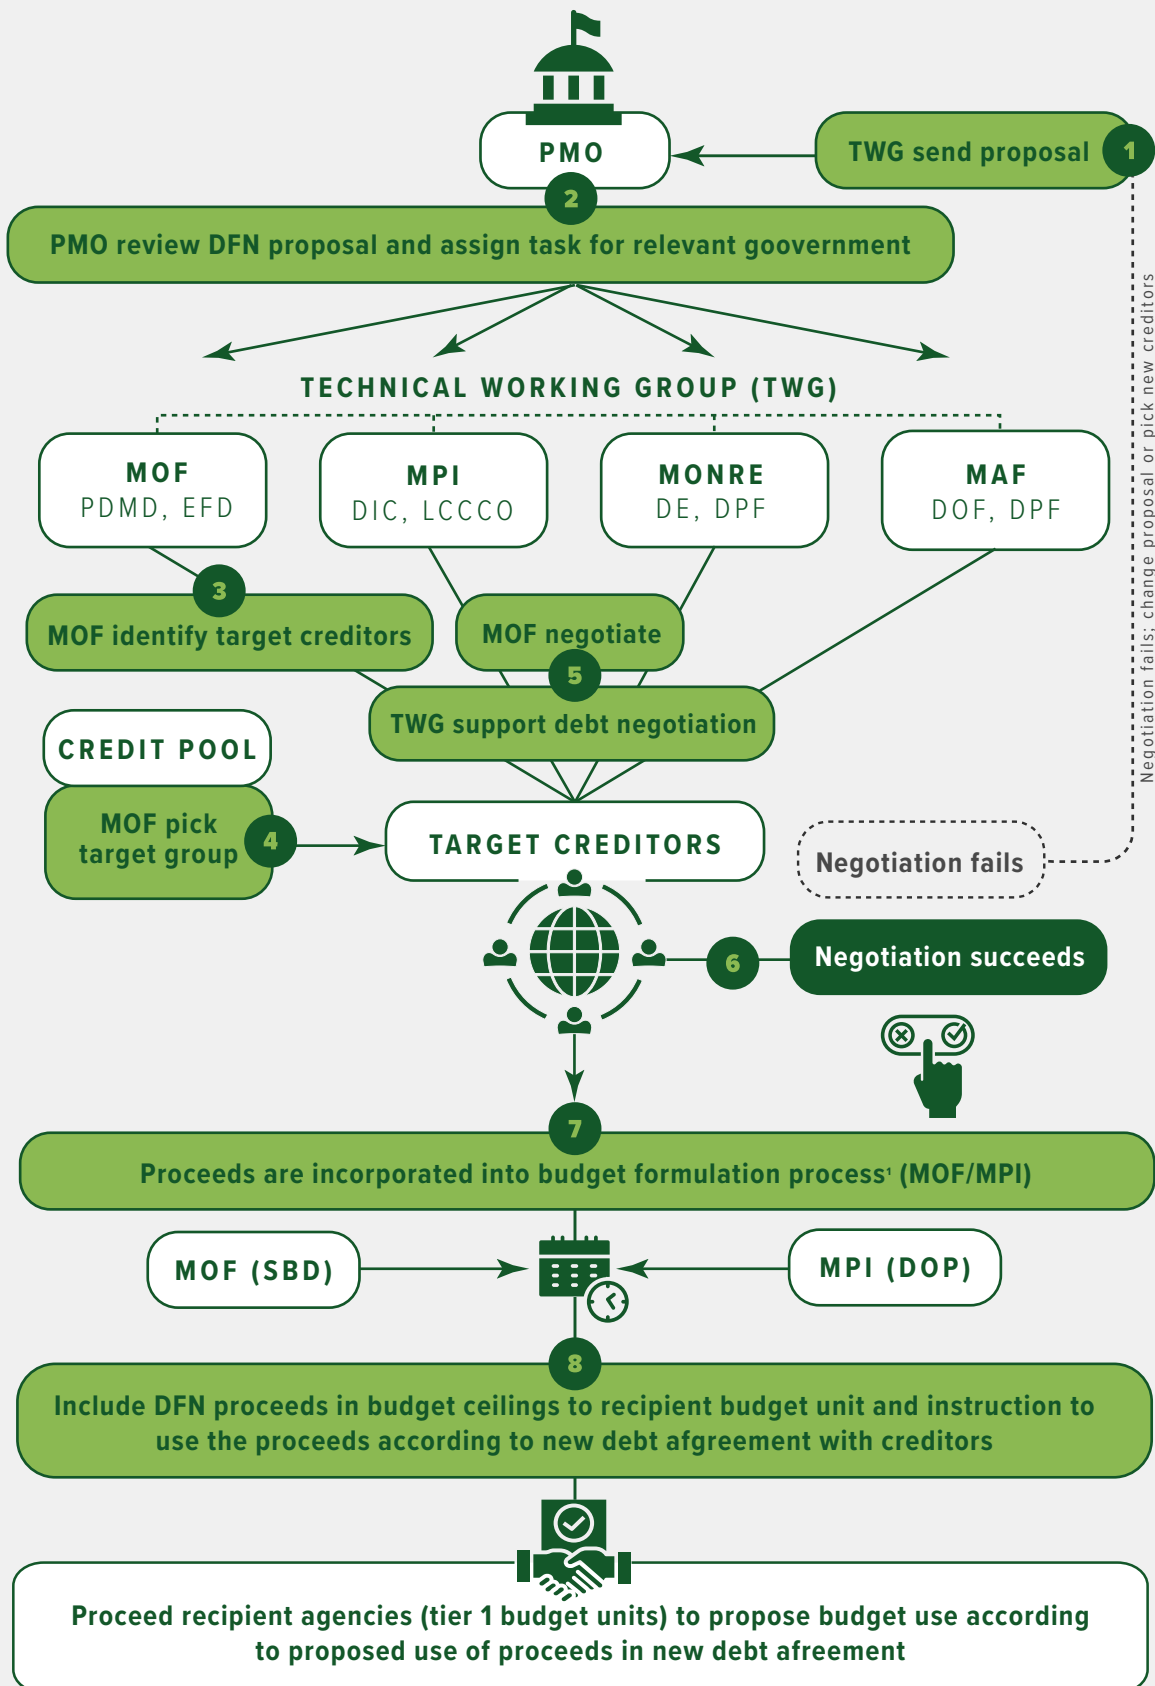 PMO
TWG send proposal
1
2
PMO review DFN proposal and assign task for relevant goovernment
TECHNICAL WORKING GROUP (TWG)
MOF
PDMD, EFD
MPI
DIC, LCCCO
MONRE
DE, DPF
MAF
DOF, DPF
Negotiation fails; change proposal or pick new creditors
3
MOF identify target creditors
MOF negotiate
5
TWG support debt negotiation
CREDIT POOL
MOF pick
target group
4
TARGET CREDITORS
Negotiation fails
6
Negotiation succeeds
7
Proceeds are incorporated into budget formulation process¹ (MOF/MPI)
MOF (SBD)
MPI (DOP)
8
Include DFN proceeds in budget ceilings to recipient budget unit and instruction to
use the proceeds according to new debt afgreement with creditors
Proceed recipient agencies (tier 1 budget units) to propose budget use according
to proposed use of proceeds in new debt afreement